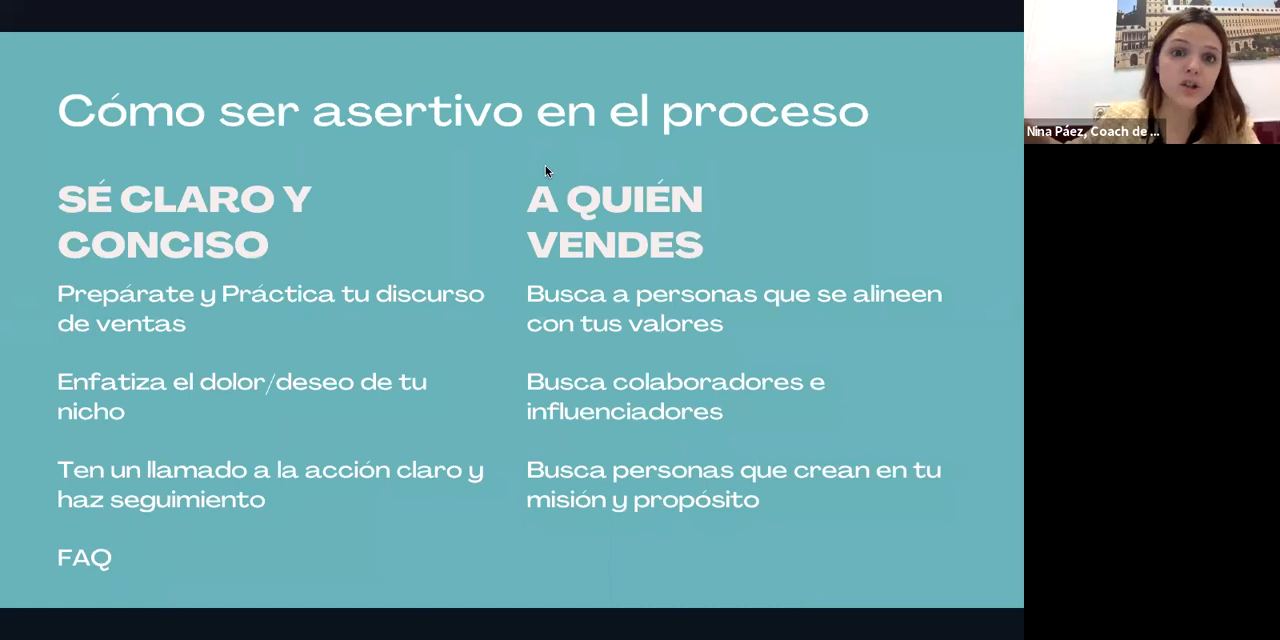 Cómo ser asertivo en el proceso
SÉ CLARO Y
CONCISO
Prepárate y Práctica tu discurso
de ventas
Enfatiza el dolor/deseo de tu
nicho
Ten un llamado a la acción claro y
haz seguimiento
FAQ
A QUIÉN
VENDES
Busca a personas que se alineen
con tus valores
Busca colaboradores e
influenciadores
Busca personas que crean en tu
misión y propósito
Nina Páez, Coach de ...